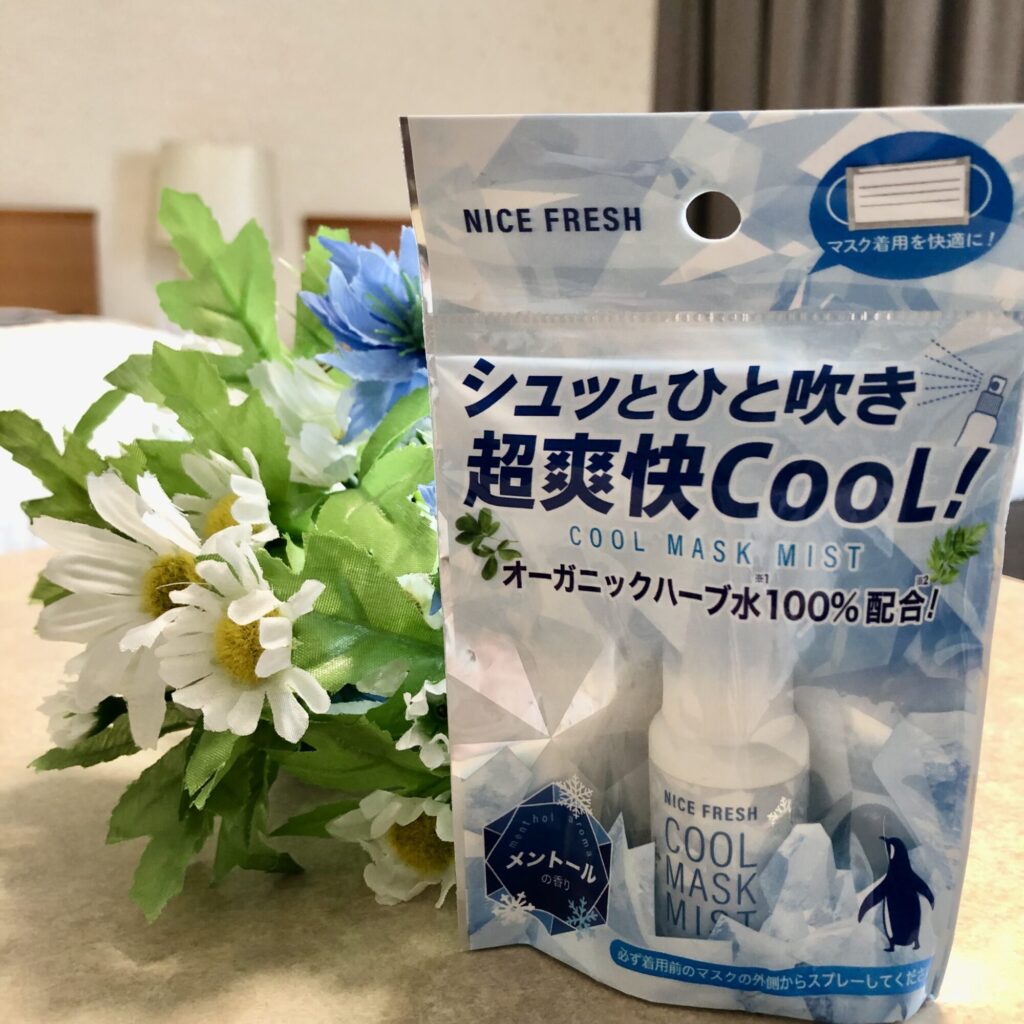 NICE FRESH
マスク着用を快適に！
シュッとひと吹き
超爽快CooL!
COOL MASK MIST
オーガニックハーブ水※1100%配合!※2
NICE FRESH
COOL
MASK
MIST
menthol aroma
メントール
の香り
必ず着用前のマスクの外側からスプレーしてくださ